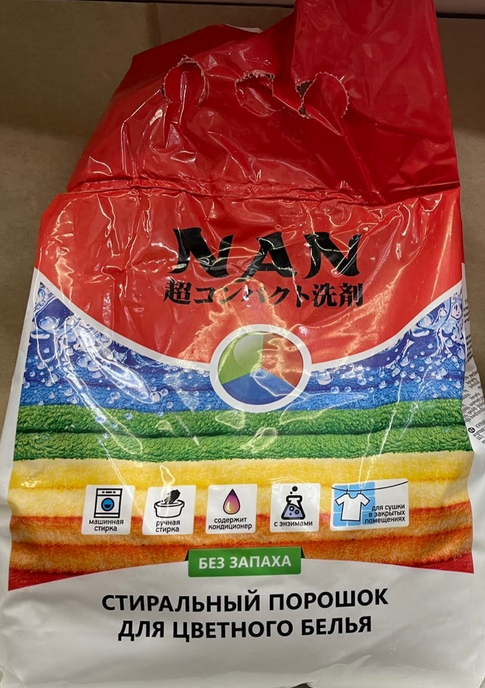 NAN
超コンパクト洗剤
машинная
стирка
ручная
стирка
содержит
кондиционер
с энзимами
для сушки
в закрытых
помещениях
БЕЗ ЗАПАХА
СТИРАЛЬНЫЙ ПОРОШОК
ДЛЯ ЦВЕТНОГО БЕЛЬЯ